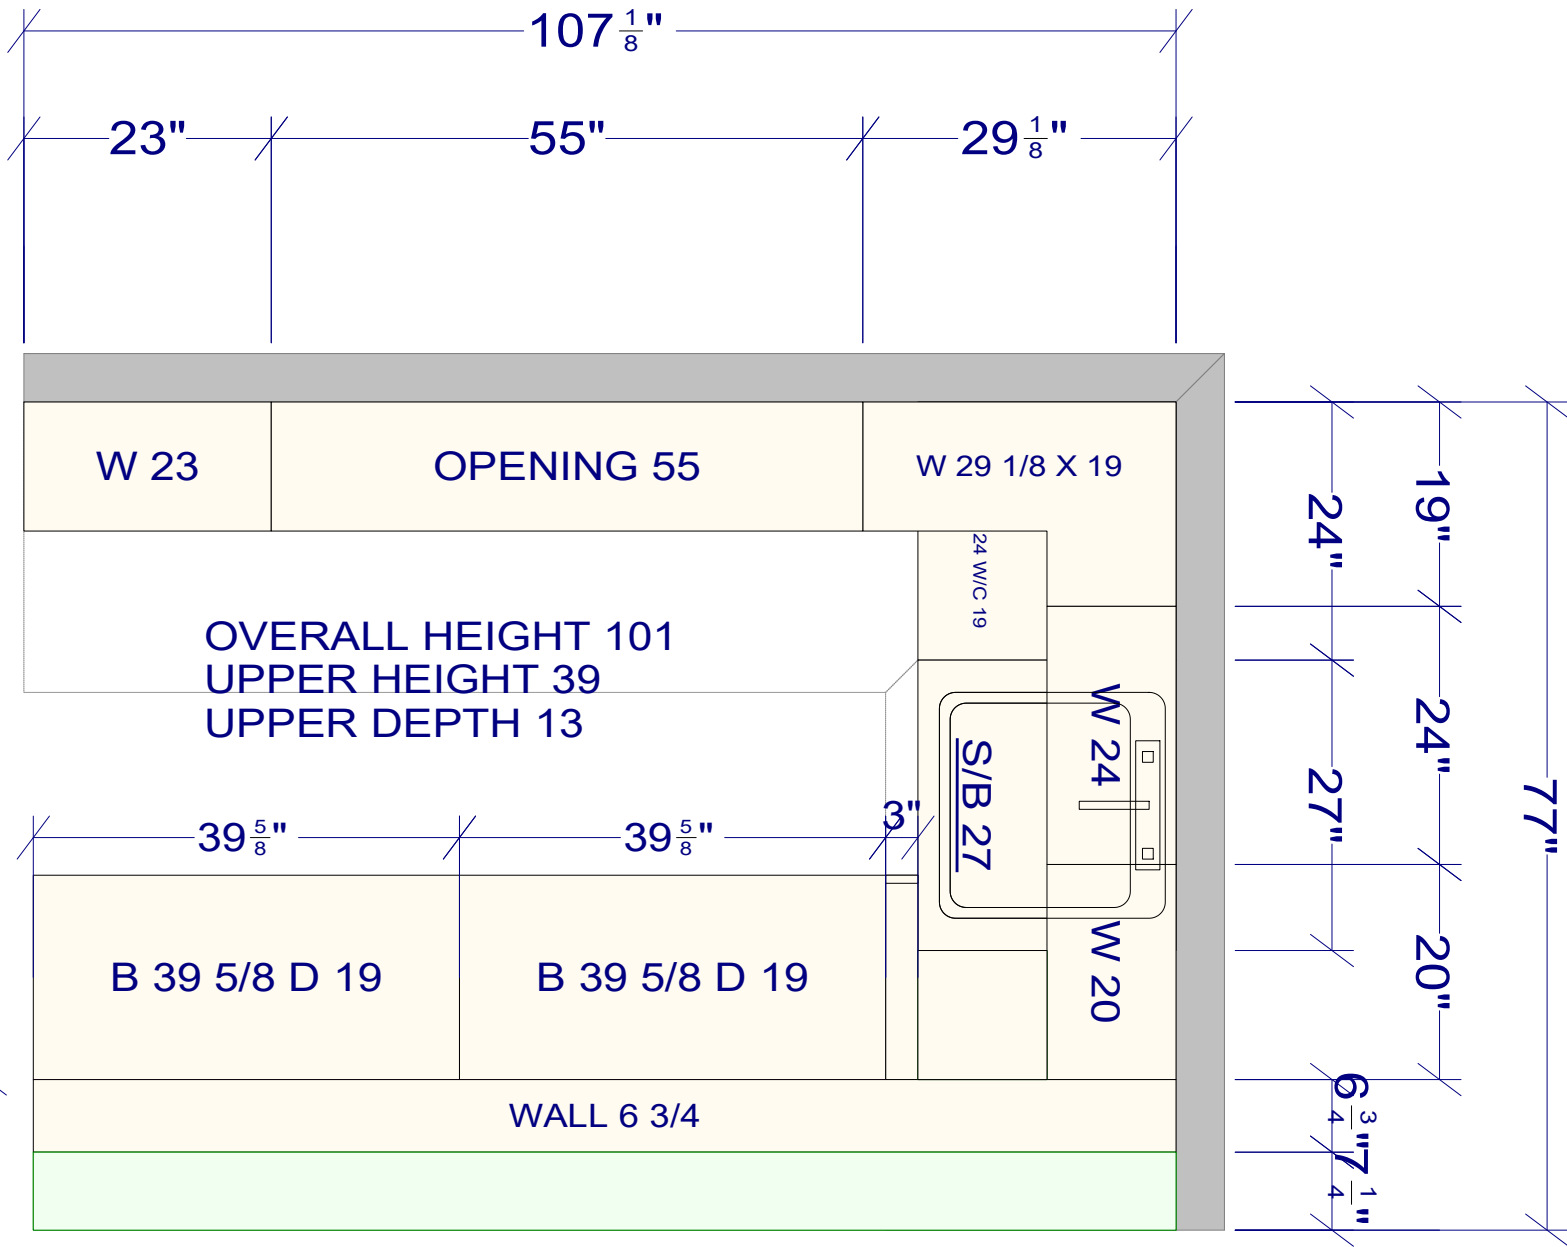 107 1/8"
23" 55" 29 1/8"
W 23 OPENING 55 W 29 1/8 X 19
24 W/C 19
OVERALL HEIGHT 101
UPPER HEIGHT 39
UPPER DEPTH 13
39 5/8" 39 5/8" 3"
S/B 27
W 24
W 20
B 39 5/8 D 19 B 39 5/8 D 19
WALL 6 3/4
24"
27"
6 3/4"
7 1/4"
19"
24"
20"
77"